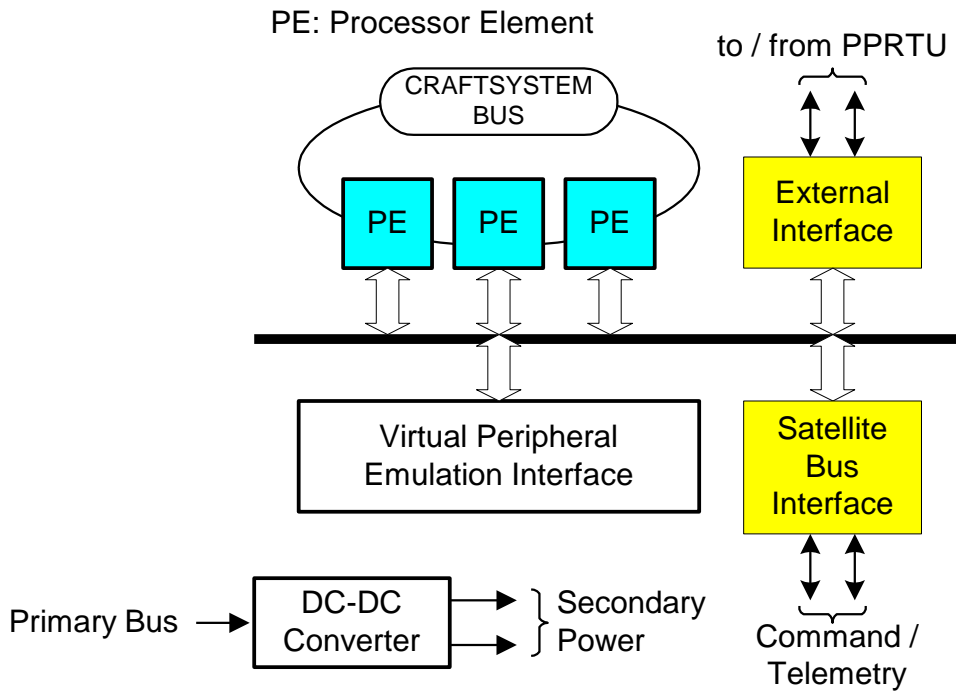 PE: Processor Element
to / from PPRTU
CRAFTSYSTEM
BUS
PE
PE
PE
External
Interface
Virtual Peripheral
Emulation Interface
Satellite
Bus
Interface
Primary Bus
DC-DC
Converter
Secondary
Power
Command /
Telemetry